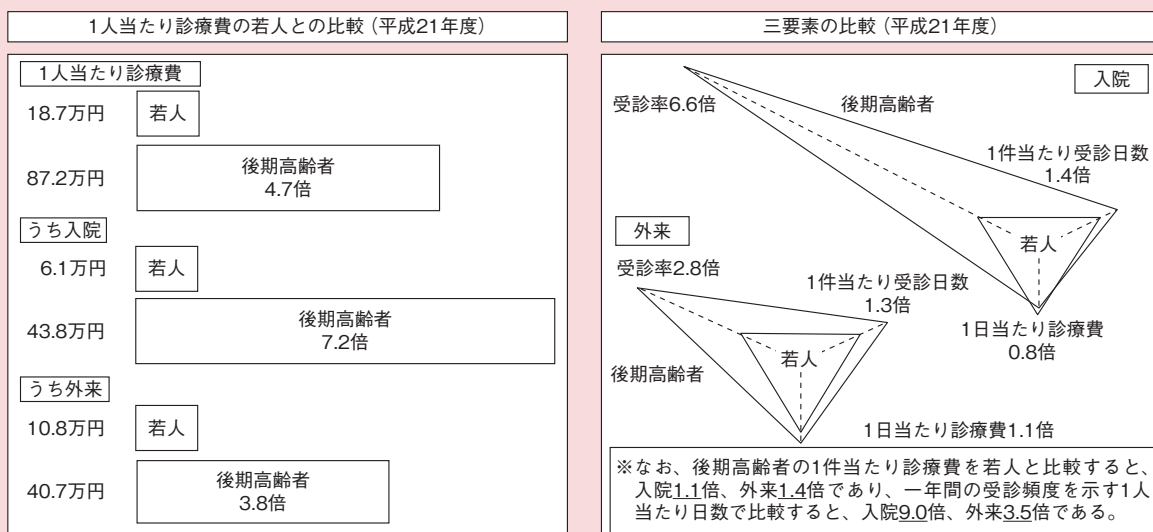 1人当たり診療費の若人との比較（平成21年度）
1人当たり診療費
18.7万円
若人
87.2万円
後期高齢者
4.7倍
うち入院
6.1万円
若人
43.8万円
後期高齢者
7.2倍
うち外来
10.8万円
若人
40.7万円
後期高齢者
3.8倍
三要素の比較（平成21年度）
入院
受診率6.6倍
後期高齢者
1件当たり受診日数
1.4倍
若人
1日当たり診療費
0.8倍
外来
受診率2.8倍
1件当たり受診日数
1.3倍
若人
後期高齢者
1日当たり診療費1.1倍
※なお、後期高齢者の1件当たり診療費を若人と比較すると、
入院1.1倍、外来1.4倍であり、一年間の受診頻度を示す1人
当たり日数で比較すると、入院9.0倍、外来3.5倍である。